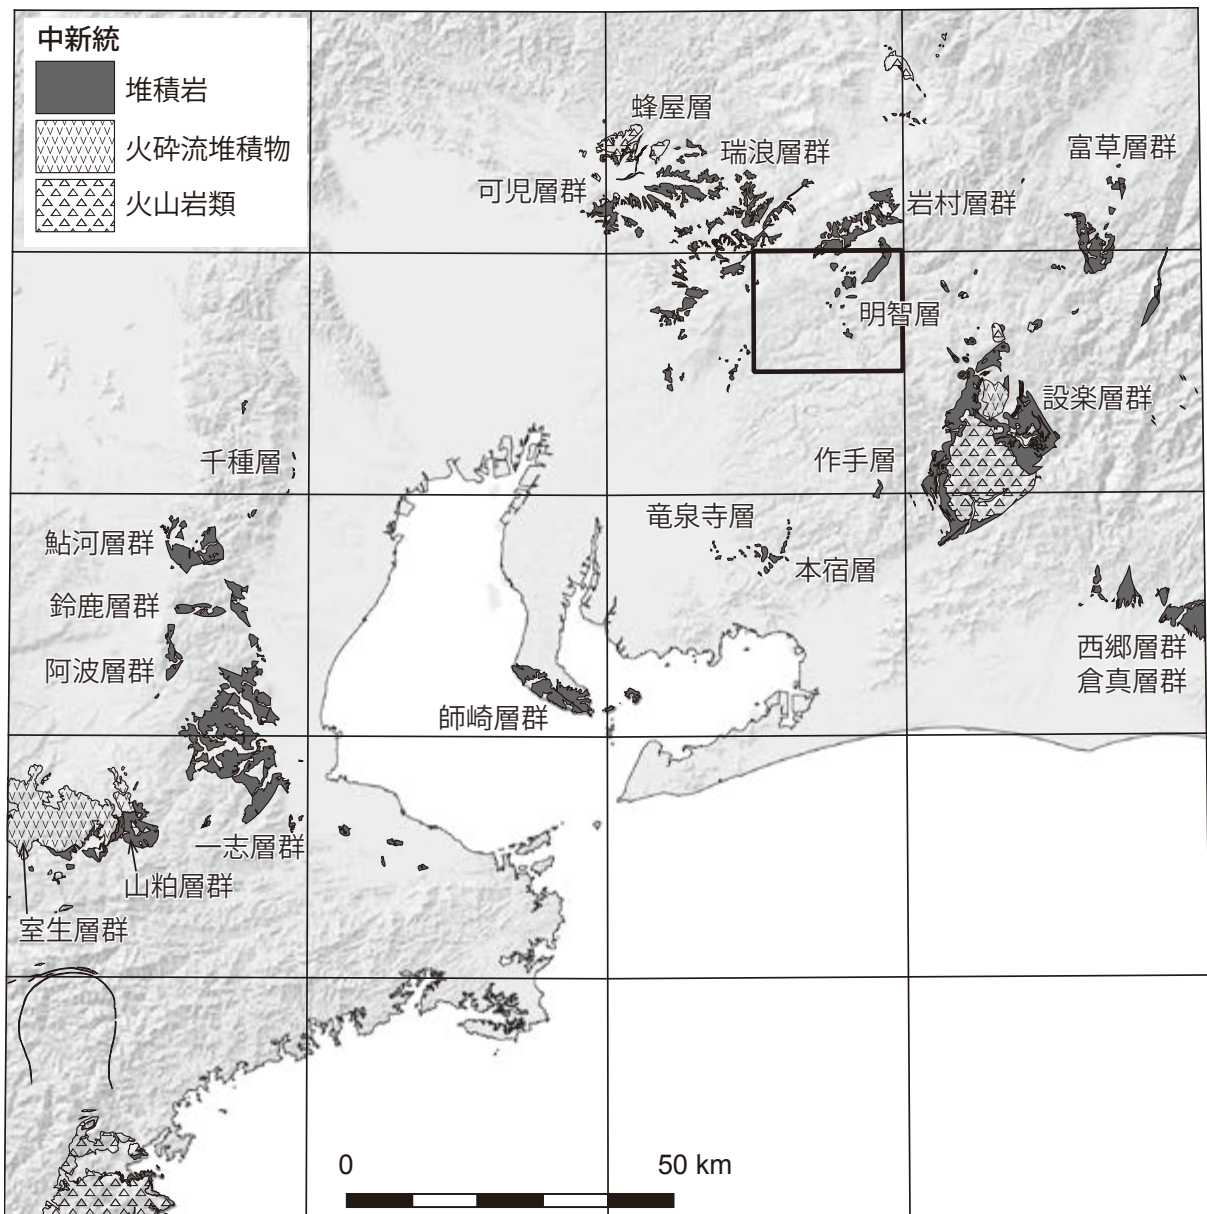 中新統
堆積岩
火砕流堆積物
火山岩類
蜂屋層
瑞浪層群
富草層群
可児層群
岩村層群
明智層
設楽層群
千種層
作手層
鮎河層群
竜泉寺層
本宿層
鈴鹿層群
阿波層群
西郷層群
倉真層群
師崎層群
一志層群
山粕層群
室生層群
0
50 km